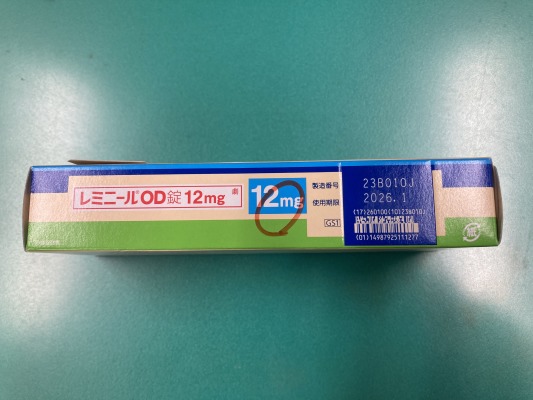 レミニール®OD錠12mg 劇
12mg
製造番号 23B010J
使用期限 2026.1
GS1
(17)260100(10)23B010J
(01)14987925111277